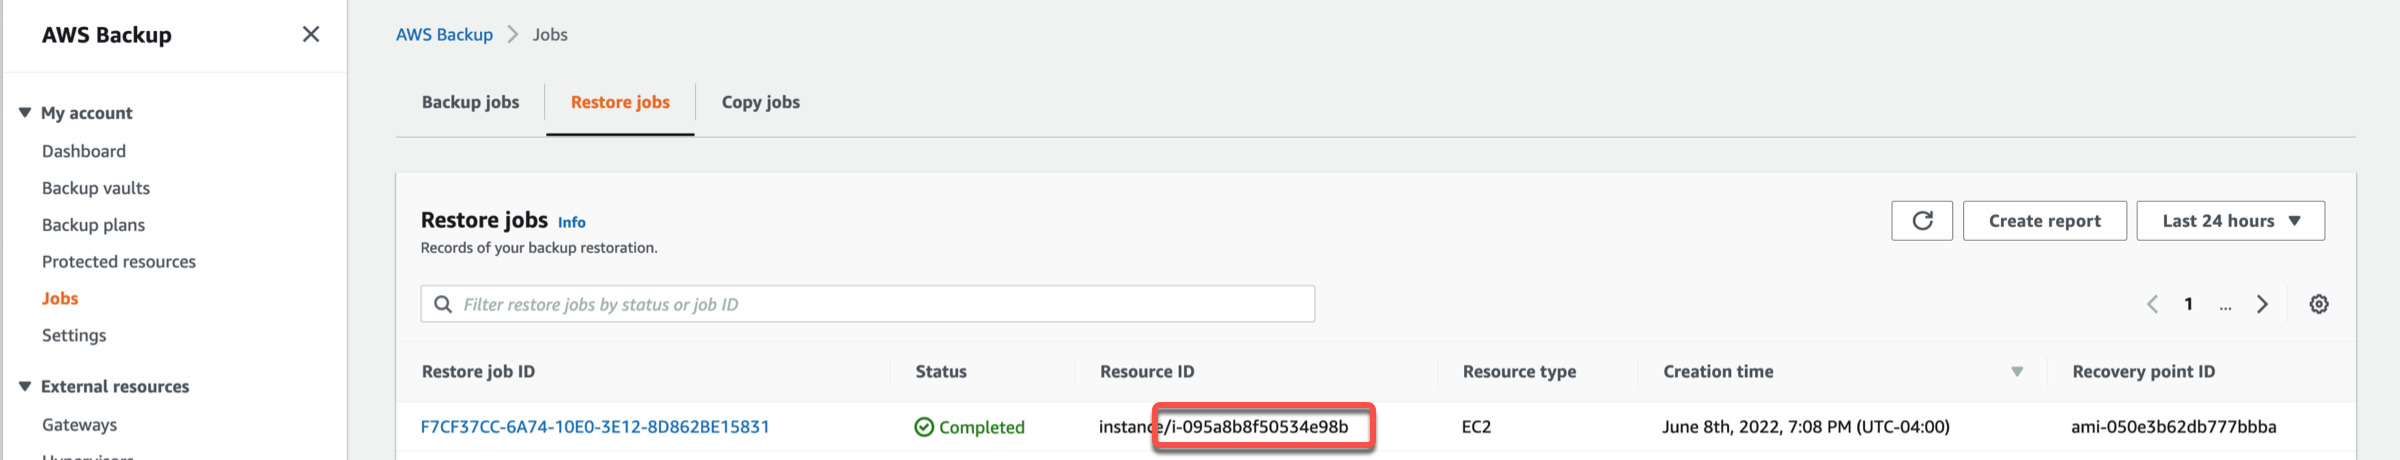 AWS Backup
My account
Dashboard
Backup vaults
Backup plans
Protected resources
Jobs
Settings
External resources
Gateways
Hypervisors
AWS Backup > Jobs
Backup jobs Restore jobs Copy jobs
Restore jobs Info
Records of your backup restoration.
Create report Last 24 hours
Filter restore jobs by status or job ID
1 ...
Restore job ID Status Resource ID Resource type Creation time Recovery point ID
F7CF37CC-6A74-10E0-3E12-8D862BE15831 Completed instance/i-095a8b8f50534e98b EC2 June 8th, 2022, 7:08 PM (UTC-04:00) ami-050e3b62db777bbba